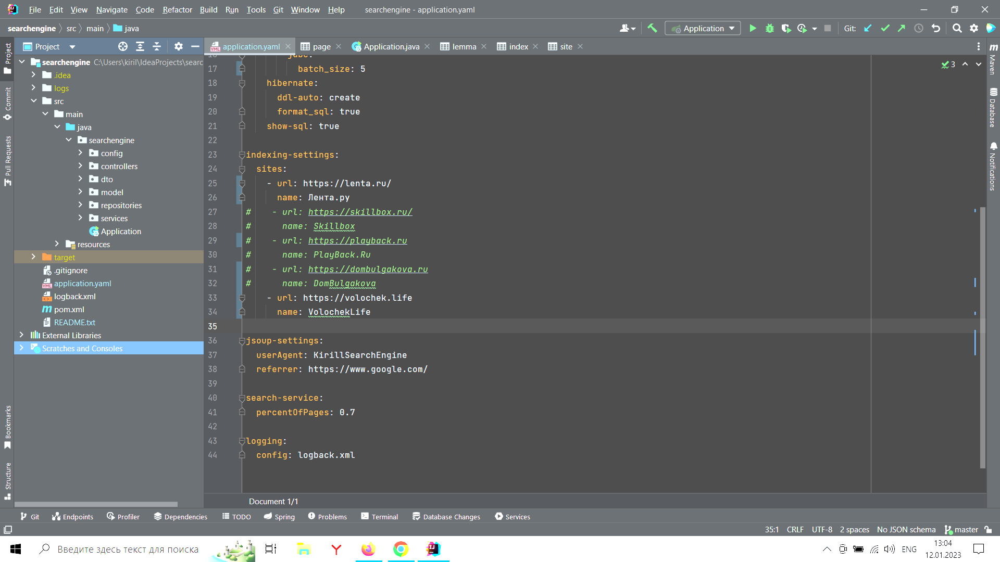 File Edit View Navigate Code Refactor Build Run Tools Git Window Help searchengine - application.yaml
searchengine src main java Application Git:
Project application.yaml page Application.java lemma index site
searchengine C:\Users\kiril\IdeaProjects\searc
.idea
logs
src
main
java
searchengine
config
controllers
dto
model
repositories
services
Application
resources
target
.gitignore
application.yaml
logback.xml
pom.xml
README.txt
External Libraries
Scratches and Consoles
Project
Commit
Pull Requests
Bookmarks
Structure
17 batch_size: 5
18 hibernate:
19 ddl-auto: create
20 format_sql: true
21 show-sql: true
22
23 indexing-settings:
24 sites:
25 - url: https://lenta.ru/
26 name: Лента.ру
27 # - url: https://skillbox.ru/
28 # name: Skillbox
29 # - url: https://playback.ru
30 # name: PlayBack.Ru
31 # - url: https://dombulgakova.ru
32 # name: DomBulgakova
33 - url: https://volochek.life
34 name: VolochekLife
35
36 jsoup-settings:
37 userAgent: KirillSearchEngine
38 referrer: https://www.google.com/
39
40 search-service:
41 percentOfPages: 0.7
42
43 logging:
44 config: logback.xml
3
Maven
Database
Notifications
Document 1/1
Git Endpoints Profiler Dependencies TODO Spring Problems Terminal Database Changes Services
35:1 CRLF UTF-8 2 spaces No JSON schema master
Введите здесь текст для поиска
ENG
13:04
12.01.2023